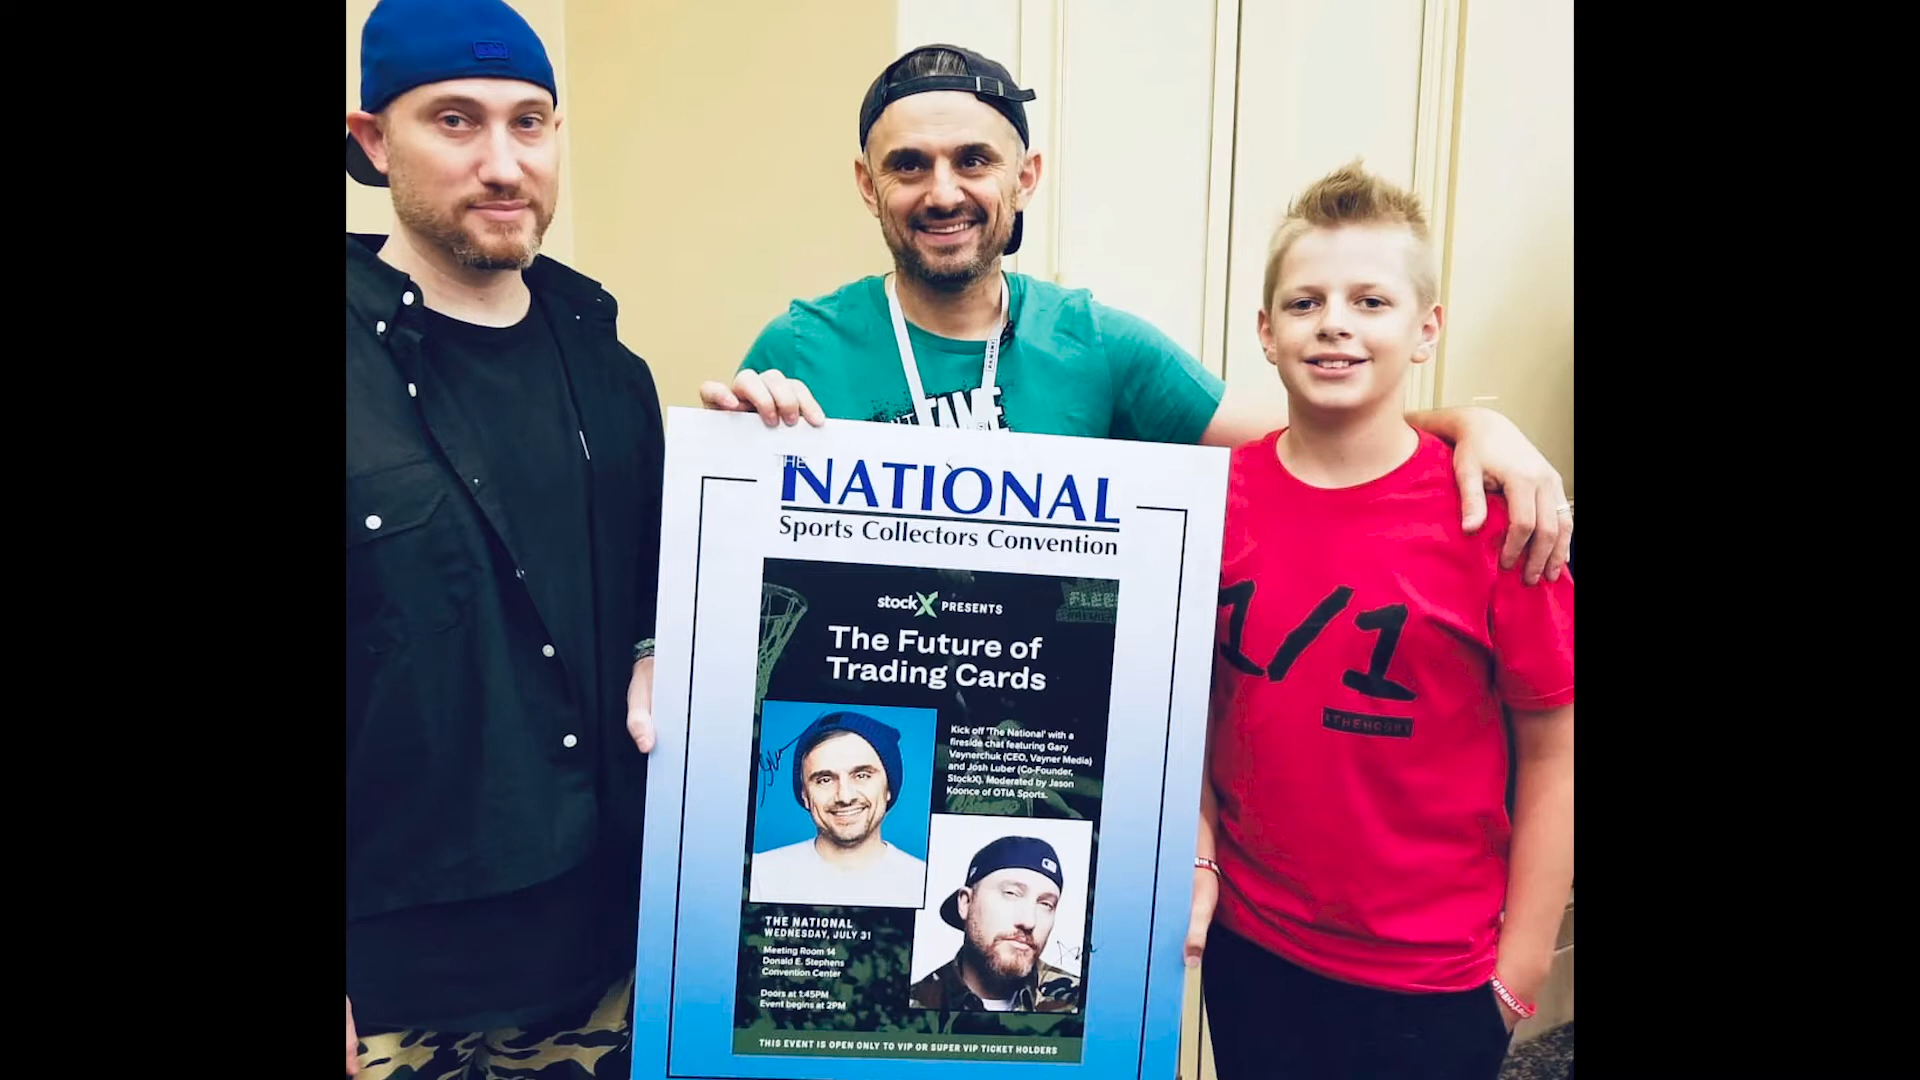 THE
NATIONAL
Sports Collectors Convention
stockX PRESENTS
The Future of
Trading Cards
Kick off 'The National' with a
fireside chat featuring Gary
Vaynerchuk (CEO, Vayner Media)
and Josh Luber (Co-Founder,
StockX). Moderated by Jason
Koonce of OTIA Sports.
THE NATIONAL
WEDNESDAY, JULY 31
Meeting Room 14
Donald E. Stephens
Convention Center
Doors at 1:45PM
Event begins at 2PM
THIS EVENT IS OPEN ONLY TO VIP OR SUPER VIP TICKET HOLDERS
1/1
#THEHOBBY
PANINI